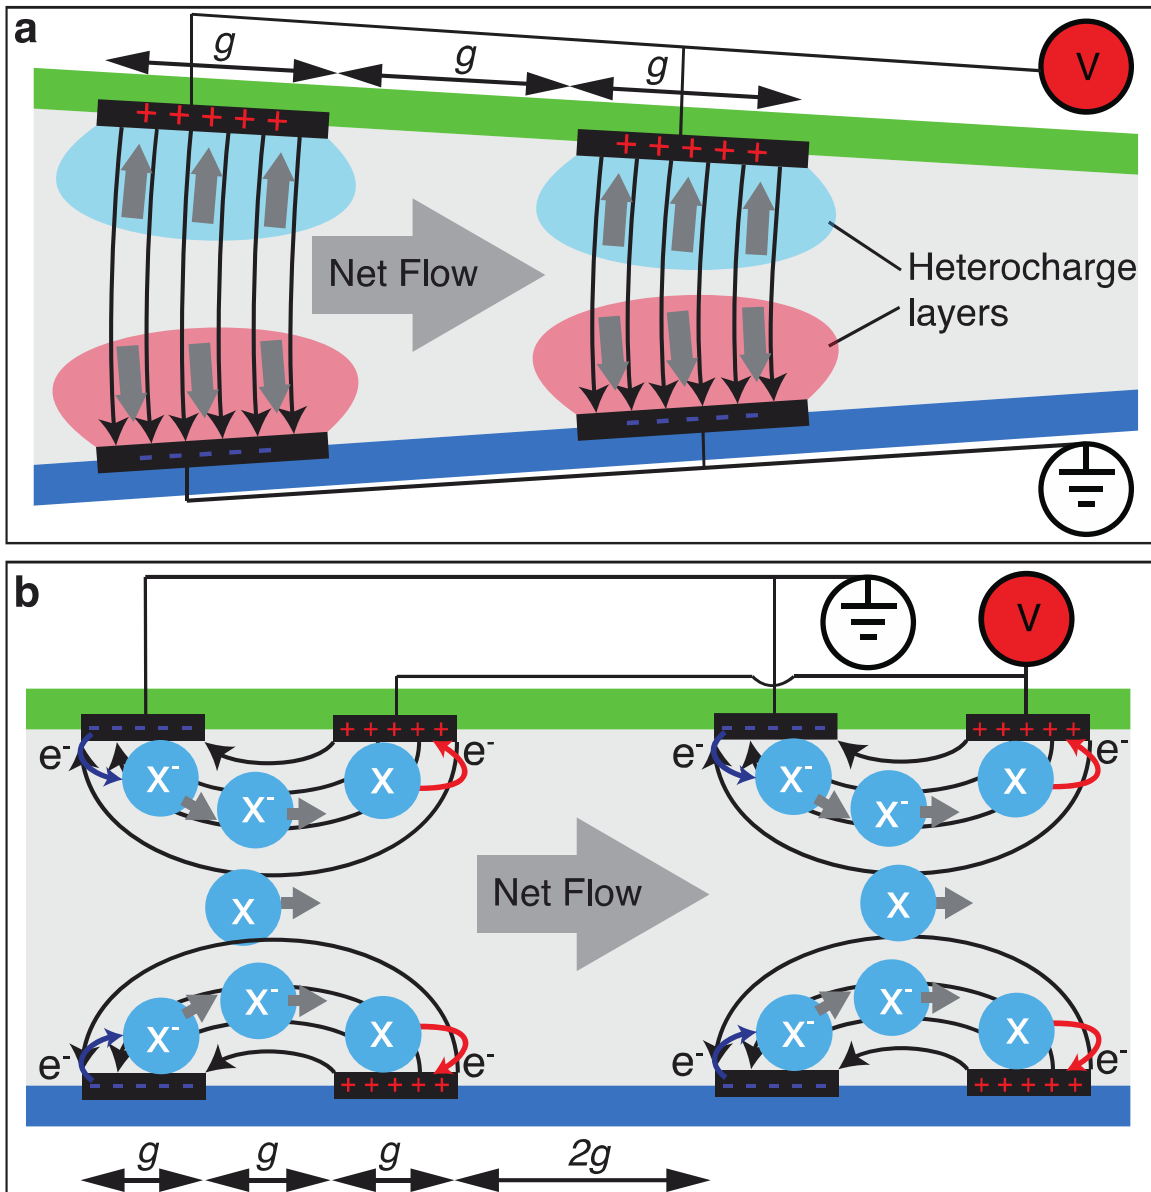 a
g
g
g
V
+ + + + +
+ + + + +
Net Flow
Heterocharge
layers
- - - - -
- - - - -
b
V
- - - - -
+ + + + +
- - - - -
+ + + + +
e-
X-
X-
X
e-
e-
X-
X-
X
e-
X
Net Flow
X
e-
X-
X-
X
e-
e-
X-
X-
X
e-
- - - - -
+ + + + +
- - - - -
+ + + + +
g
g
g
2g